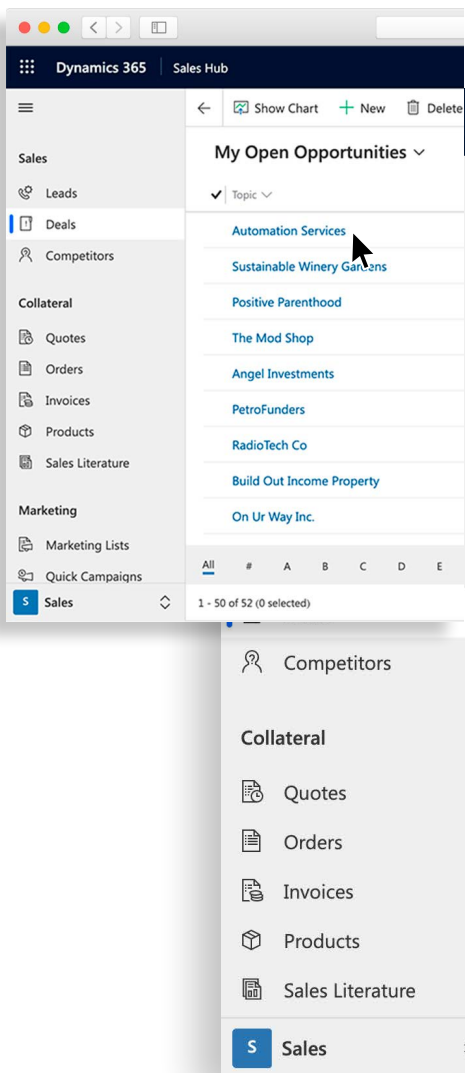 Dynamics 365 Sales Hub
Show Chart New Delete
Sales
Leads
Deals
Competitors
Collateral
Quotes
Orders
Invoices
Products
Sales Literature
Marketing
Marketing Lists
Quick Campaigns
S Sales
My Open Opportunities
Topic
Automation Services
Sustainable Winery Gardens
Positive Parenthood
The Mod Shop
Angel Investments
PetroFunders
RadioTech Co
Build Out Income Property
On Ur Way Inc.
All # A B C D E
1 - 50 of 52 (0 selected)
Competitors
Collateral
Quotes
Orders
Invoices
Products
Sales Literature
S Sales